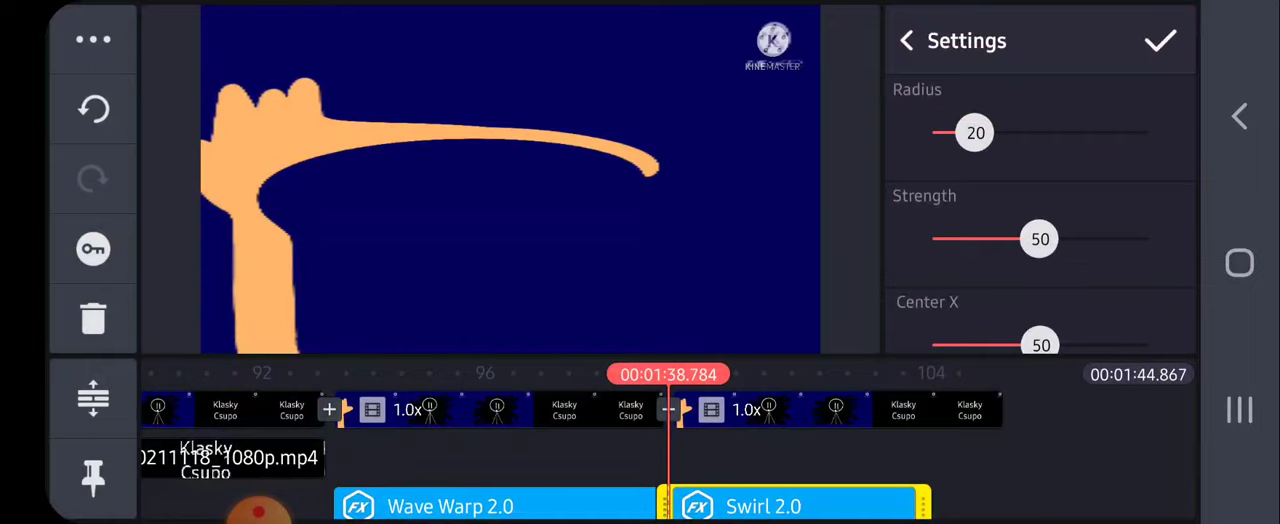 K
KINEMASTER
Settings
Radius
20
Strength
50
Center X
50
92
96
00:01:38.784
104
00:01:44.867
Klasky
Csupo
Klasky
Csupo
1.0x
Klasky
Csupo
Klasky
Csupo
1.0x
Klasky
Csupo
Klasky
Csupo
0211118_1080p.mp4
Klasky
Csupo
FX
Wave Warp 2.0
FX
Swirl 2.0